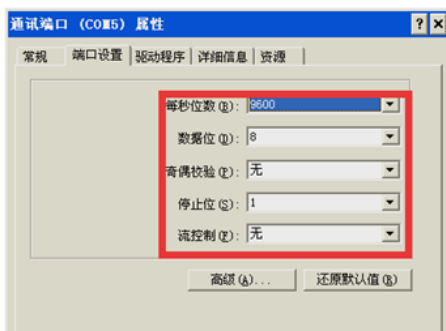 通讯端口 (COM5) 属性
常规 端口设置 驱动程序 详细信息 资源
每秒位数(B): 9600
数据位(D): 8
奇偶校验(P): 无
停止位(S): 1
流控制(F): 无
高级(A)... 还原默认值(R)